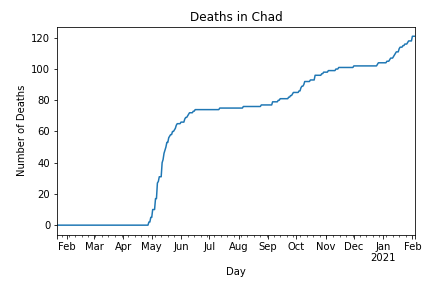 Deaths in Chad
120
100
80
60
40
20
0
Number of Deaths
Feb Mar Apr May Jun Jul Aug Sep Oct Nov Dec Jan Feb
2021
Day